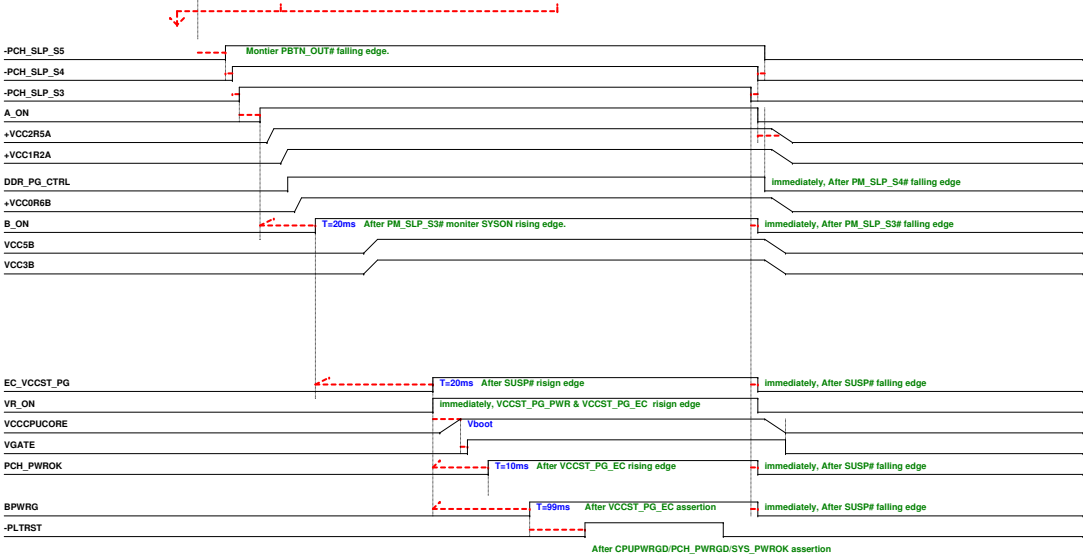 -PCH_SLP_S5 Montier PBTN_OUT# falling edge.
-PCH_SLP_S4
-PCH_SLP_S3
A_ON
+VCC2R5A
+VCC1R2A
DDR_PG_CTRL immediately, After PM_SLP_S4# falling edge
+VCC0R6B
B_ON T=20ms After PM_SLP_S3# moniter SYSON rising edge. immediately, After PM_SLP_S3# falling edge
VCC5B
VCC3B
EC_VCCST_PG T=20ms After SUSP# risign edge immediately, After SUSP# falling edge
VR_ON immediately, VCCST_PG_PWR & VCCST_PG_EC risign edge
VCCCPUCORE Vboot
VGATE
PCH_PWROK T=10ms After VCCST_PG_EC rising edge immediately, After SUSP# falling edge
BPWRG T=99ms After VCCST_PG_EC assertion immediately, After SUSP# falling edge
-PLTRST
After CPUPWRGD/PCH_PWRGD/SYS_PWROK assertion